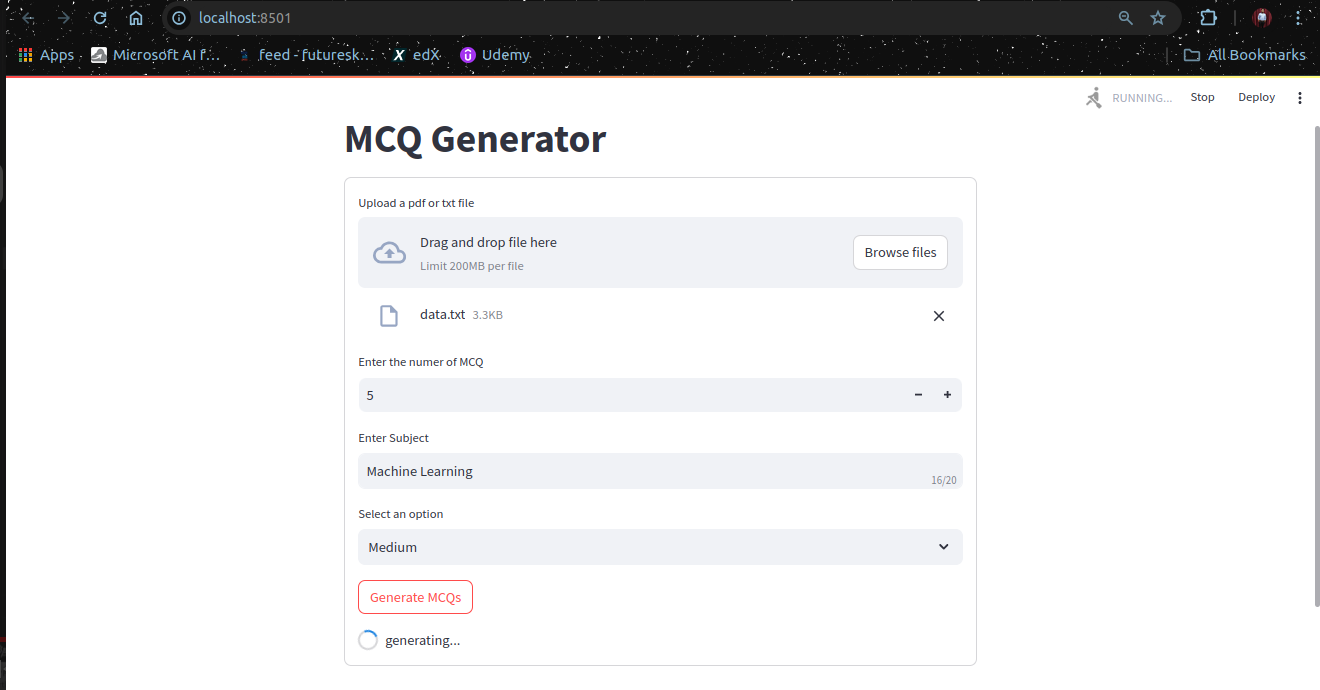 localhost:8501
Apps Microsoft AI f... feed - futuresk... edX Udemy All Bookmarks
RUNNING... Stop Deploy
MCQ Generator
Upload a pdf or txt file
Drag and drop file here
Limit 200MB per file
Browse files
data.txt 3.3KB
Enter the numer of MCQ
5
Enter Subject
Machine Learning
16/20
Select an option
Medium
Generate MCQs
generating...